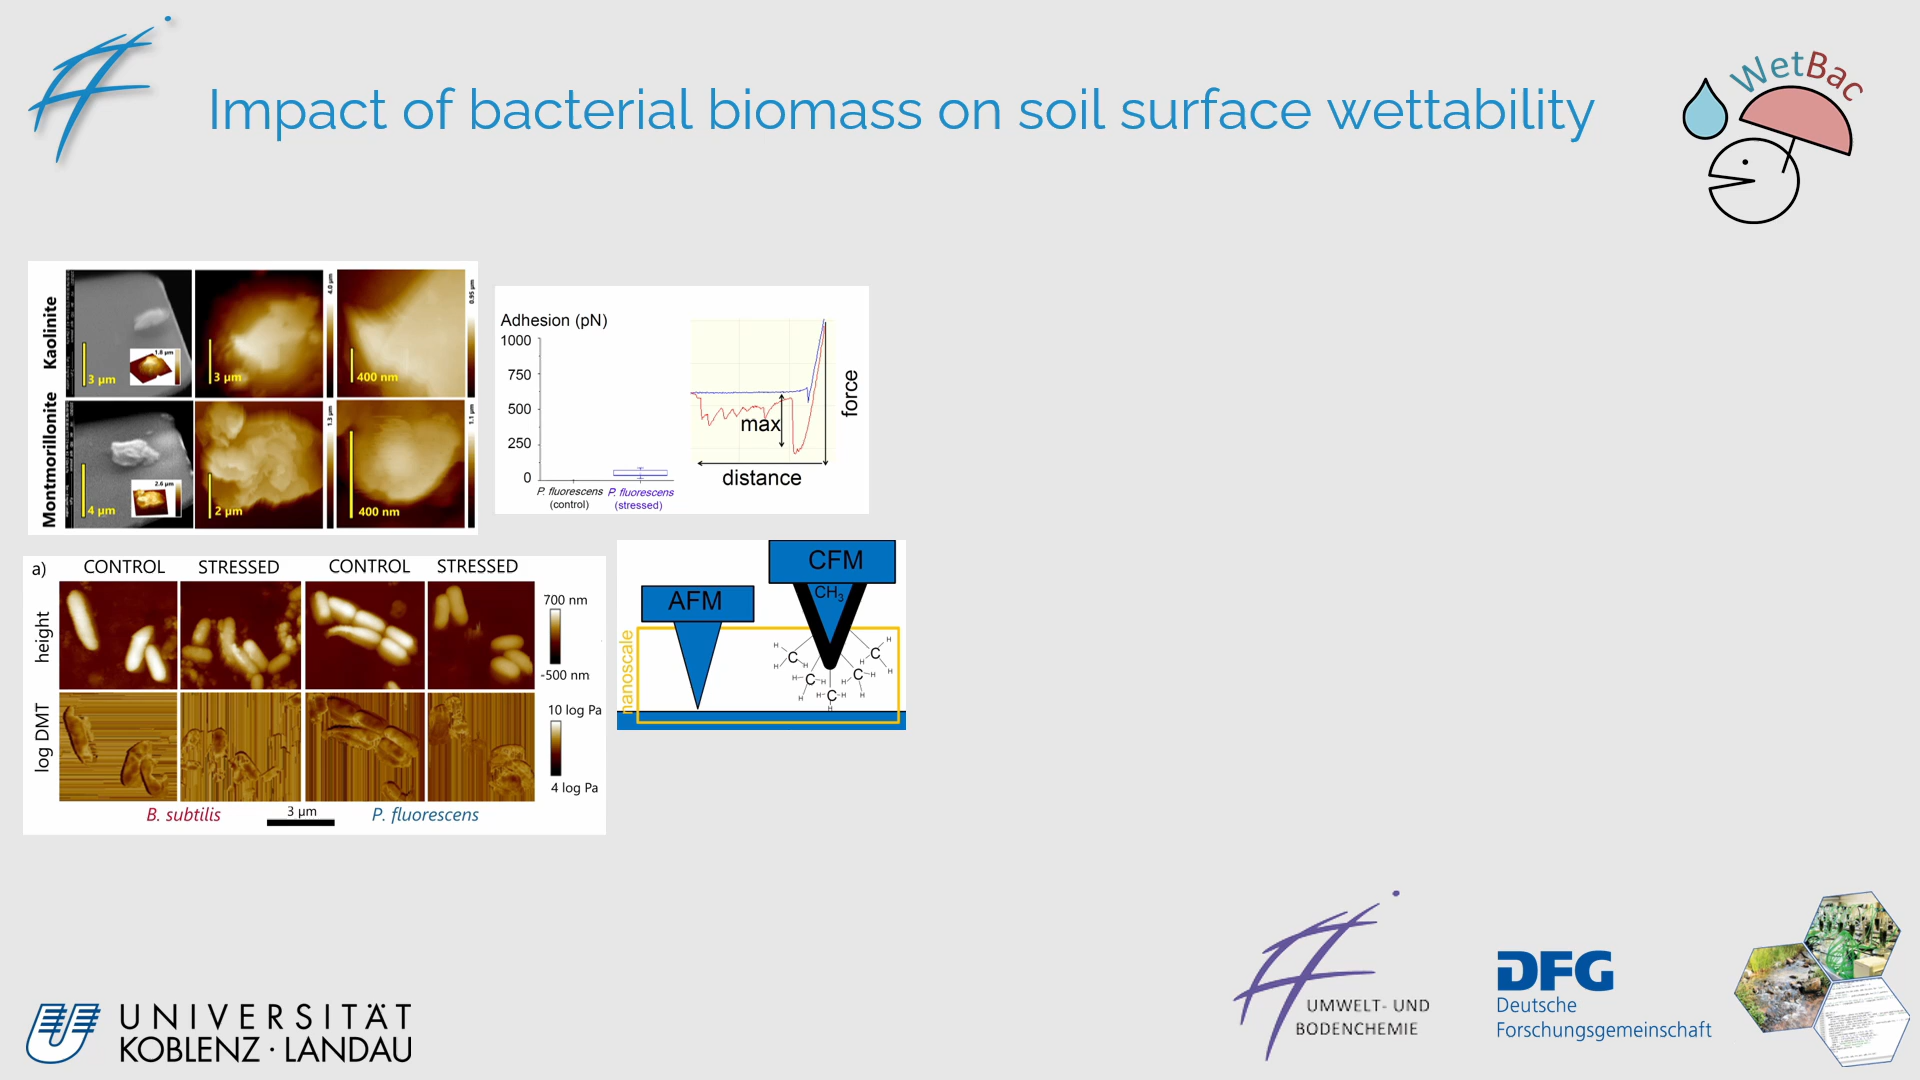 WetBac
Impact of bacterial biomass on soil surface wettability
Kaolinite
3 µm
1.8 µm
3 µm
4.0 µm
400 nm
0.95 µm
Montmorillonite
4 µm
2.6 µm
2 µm
1.3 µm
400 nm
1.1 µm
Adhesion (pN)
1000
750
500
250
0
P. fluorescens
(control)
P. fluorescens
(stressed)
max
force
distance
a)
CONTROL
STRESSED
CONTROL
STRESSED
height
700 nm
-500 nm
log DMT
10 log Pa
4 log Pa
B. subtilis
3 µm
P. fluorescens
AFM
CFM
CH3
nanoscale
H C H H
H C H H
H C H H
H C H H
H C H H
UNIVERSITÄT
KOBLENZ · LANDAU
UMWELT- UND
BODENCHEMIE
DFG
Deutsche
Forschungsgemeinschaft